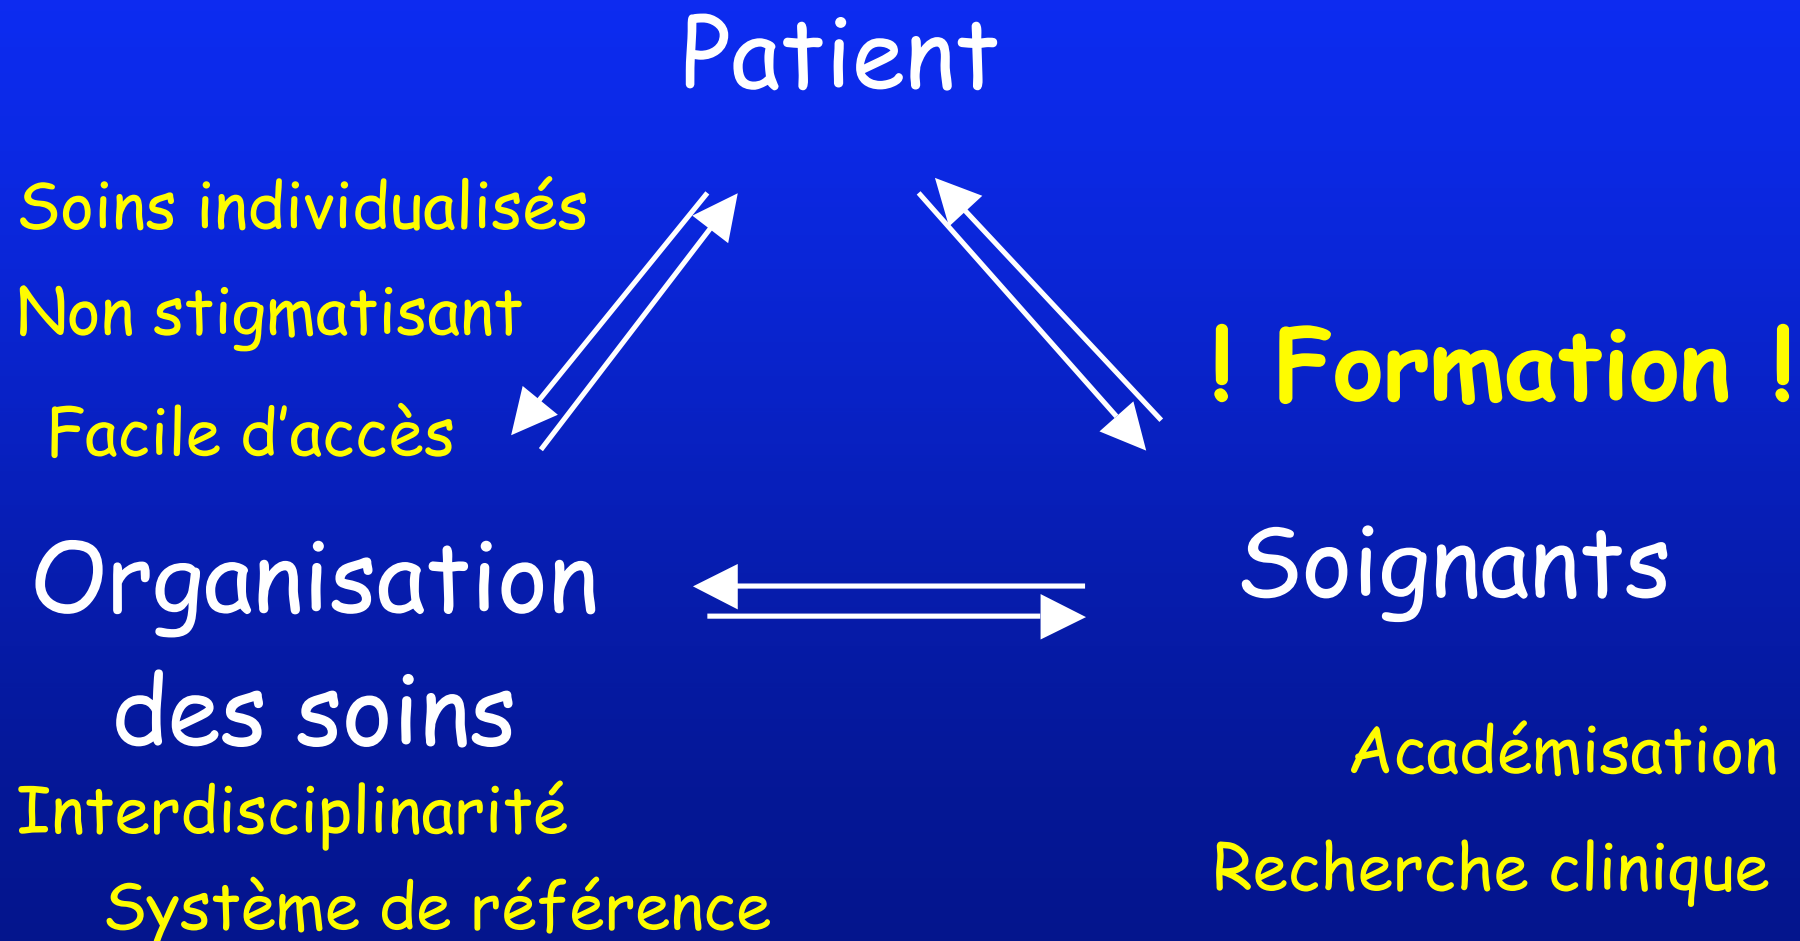 Patient
Soins individualisés
Non stigmatisant
! Formation !
Facile d’accès
Organisation
des soins
Soignants
Académisation
Interdisciplinarité
Recherche clinique
Système de référence